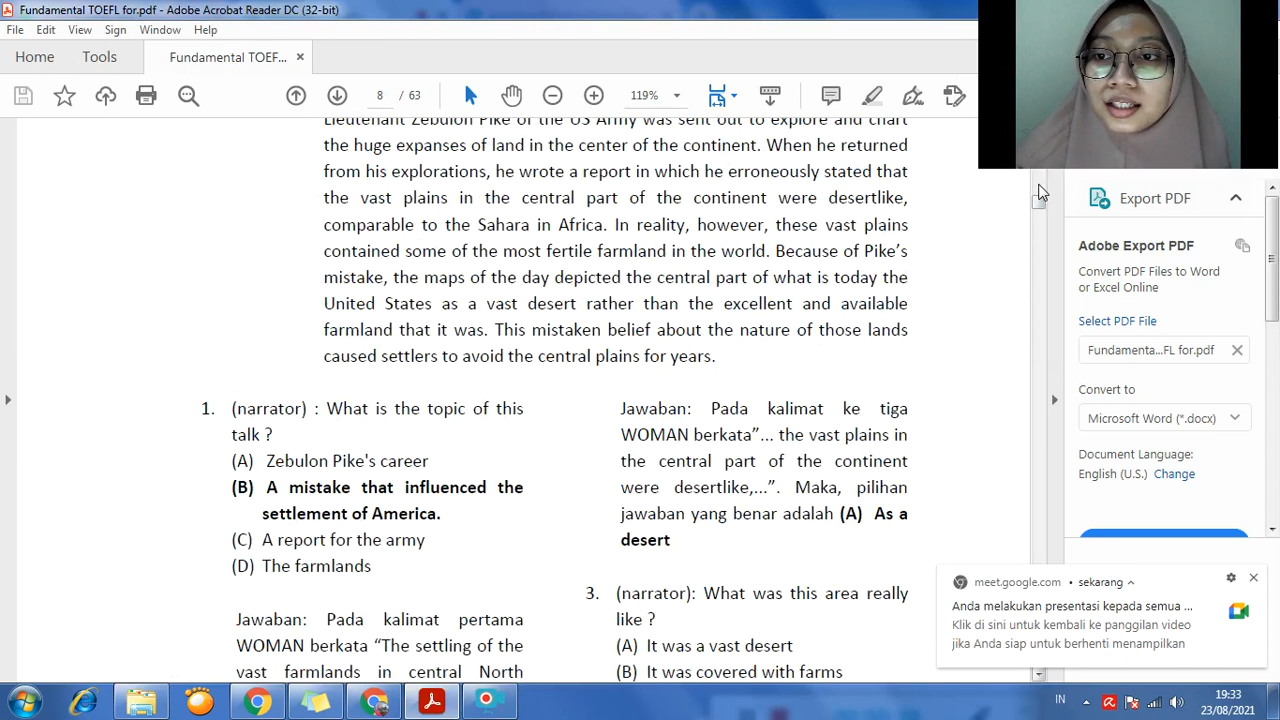 Fundamental TOEFL for.pdf - Adobe Acrobat Reader DC (32-bit)
File Edit View Sign Window Help
Home Tools Fundamental TOEF... ×
8 / 63 119%
Lieutenant Zebulon Pike of the US Army was sent out to explore and chart
the huge expanses of land in the center of the continent. When he returned
from his explorations, he wrote a report in which he erroneously stated that
the vast plains in the central part of the continent were desertlike,
comparable to the Sahara in Africa. In reality, however, these vast plains
contained some of the most fertile farmland in the world. Because of Pike's
mistake, the maps of the day depicted the central part of what is today the
United States as a vast desert rather than the excellent and available
farmland that it was. This mistaken belief about the nature of those lands
caused settlers to avoid the central plains for years.
1. (narrator) : What is the topic of this
talk ?
(A) Zebulon Pike's career
(B) A mistake that influenced the
settlement of America.
(C) A report for the army
(D) The farmlands
Jawaban: Pada kalimat pertama
WOMAN berkata “The settling of the
vast farmlands in central North
Jawaban: Pada kalimat ke tiga
WOMAN berkata”... the vast plains in
the central part of the continent
were desertlike,...”. Maka, pilihan
jawaban yang benar adalah (A) As a
desert
3. (narrator): What was this area really
like ?
(A) It was a vast desert
(B) It was covered with farms
Export PDF
Adobe Export PDF
Convert PDF Files to Word
or Excel Online
Select PDF File
Fundamenta...FL for.pdf ×
Convert to
Microsoft Word (*.docx)
Document Language:
English (U.S.) Change
meet.google.com • sekarang
Anda melakukan presentasi kepada semua ...
Klik di sini untuk kembali ke panggilan video
jika Anda siap untuk berhenti menampilkan
IN
19:33
23/08/2021